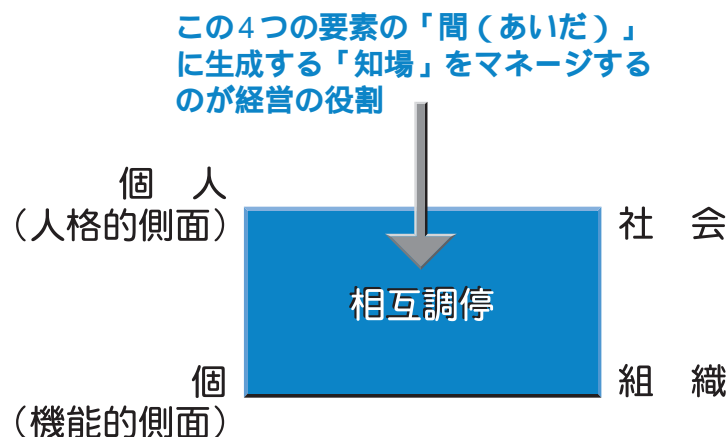 この4つの要素の「間(あいだ)」
に生成する「知場」をマネージする
のが経営の役割
個 人
(人格的側面)
社 会
相互調停
個
(機能的側面)
組 織